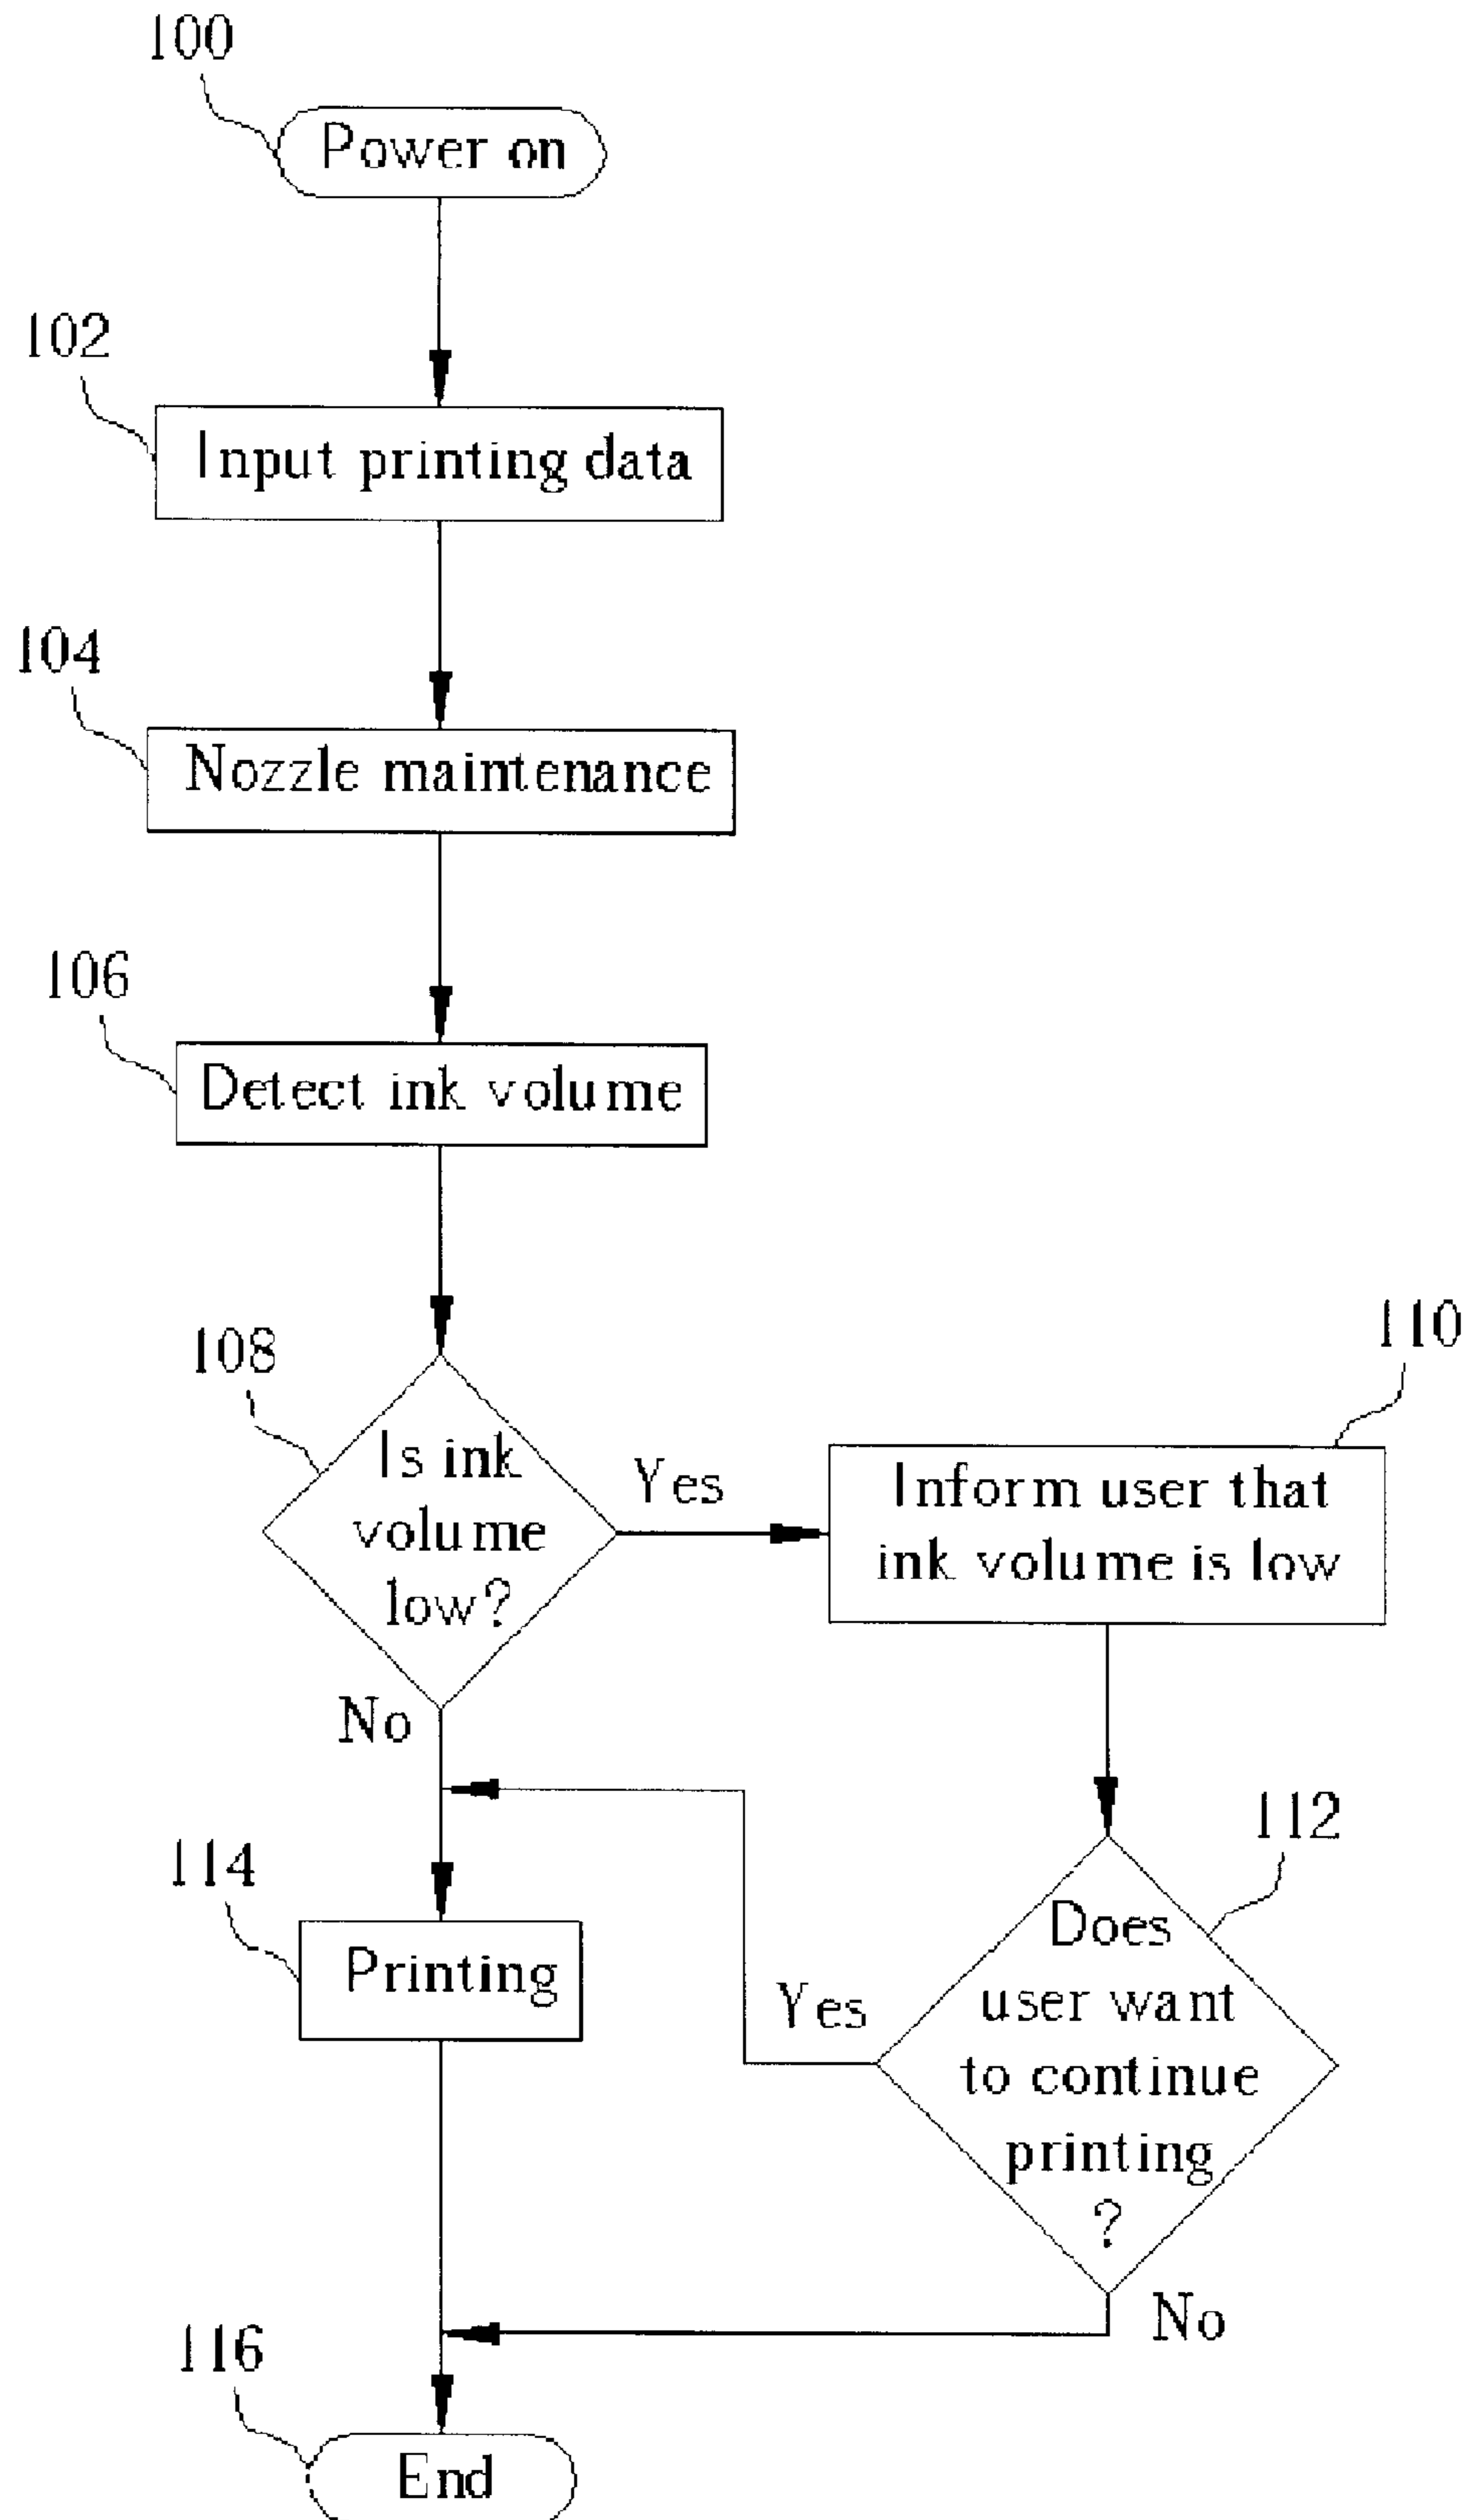 100
Power on
102
Input printing data
104
Nozzle maintenance
106
Detect ink volume
108
Is ink
volume
low?
Yes
110
Inform user that
ink volume is low
No
112
Does
user want
to continue
printing
?
Yes
114
Printing
No
116
End